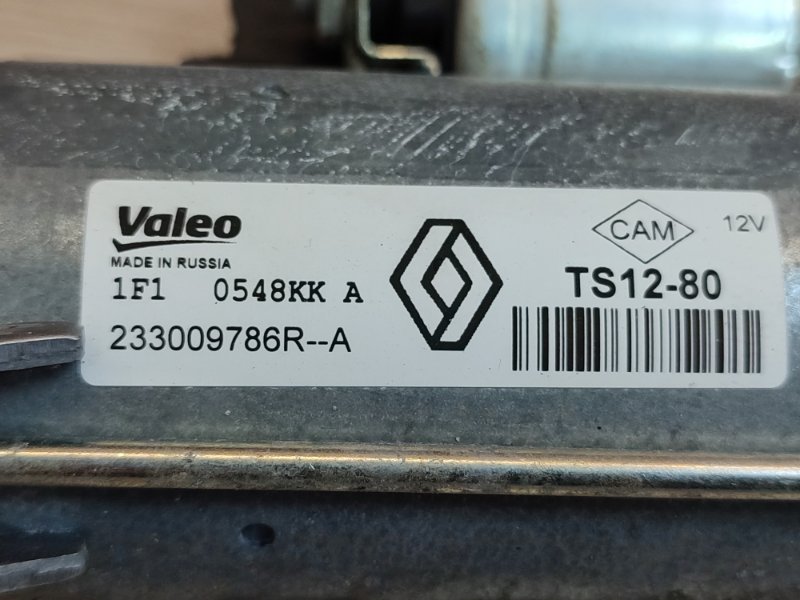 Valeo
MADE IN RUSSIA
1F1 0548KK A
233009786R--A
CAM
12V
TS12-80